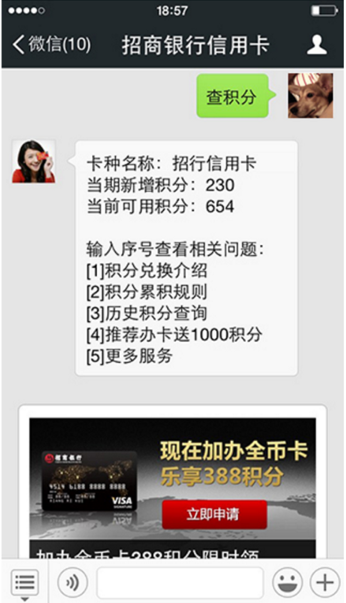 18:57
微信(10)
招商银行信用卡
查积分
卡种名称：招行信用卡
当期新增积分：230
当前可用积分：654
输入序号查看相关问题：
[1]积分兑换介绍
[2]积分累积规则
[3]历史积分查询
[4]推荐办卡送1000积分
[5]更多服务
招商银行
现在加办全币卡
乐享388积分
VISA
立即申请
加办全币卡388积分限时领